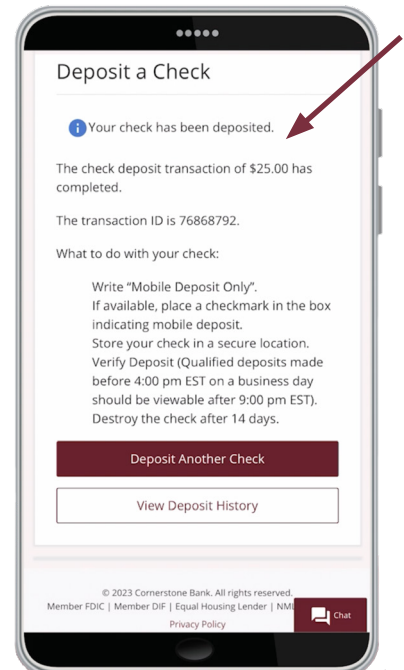 Deposit a Check
Your check has been deposited.
The check deposit transaction of $25.00 has
completed.
The transaction ID is 76868792.
What to do with your check:
Write “Mobile Deposit Only”.
If available, place a checkmark in the box
indicating mobile deposit.
Store your check in a secure location.
Verify Deposit (Qualified deposits made
before 4:00 pm EST on a business day
should be viewable after 9:00 pm EST).
Destroy the check after 14 days.
Deposit Another Check
View Deposit History
© 2023 Cornerstone Bank. All rights reserved.
Member FDIC | Member DIF | Equal Housing Lender |
Privacy Policy
Chat